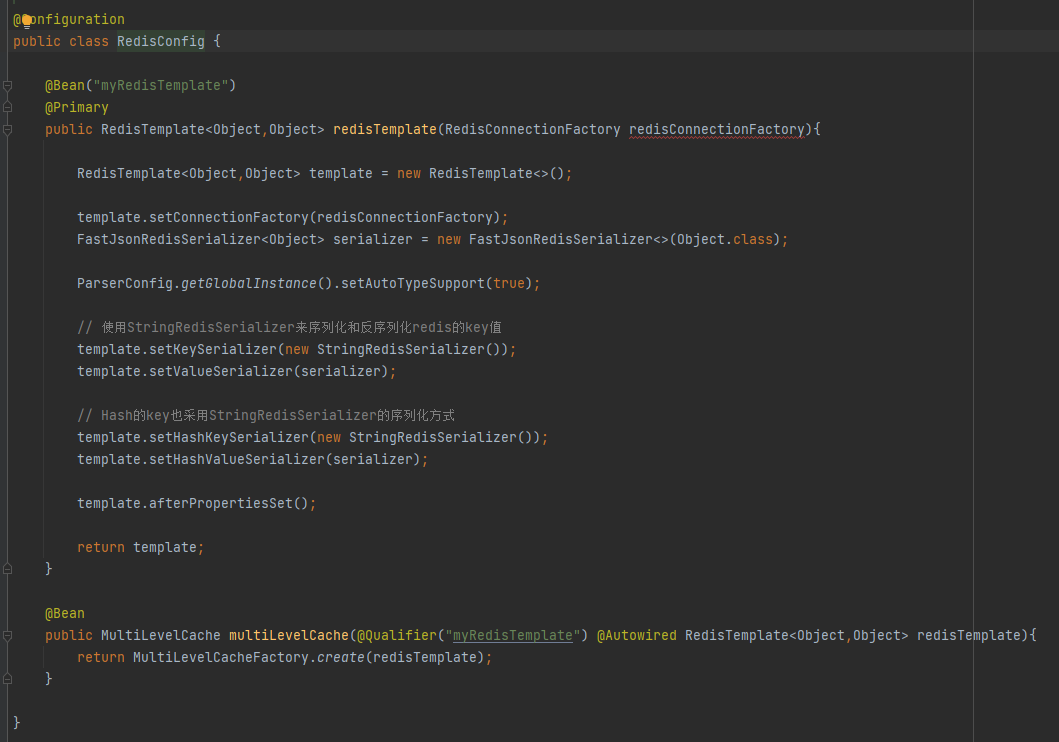 @Configuration
public class RedisConfig {
@Bean("myRedisTemplate")
@Primary
public RedisTemplate<Object,Object> redisTemplate(RedisConnectionFactory redisConnectionFactory){
RedisTemplate<Object,Object> template = new RedisTemplate<>();
template.setConnectionFactory(redisConnectionFactory);
FastJsonRedisSerializer<Object> serializer = new FastJsonRedisSerializer<>(Object.class);
ParserConfig.getGlobalInstance().setAutoTypeSupport(true);
// 使用StringRedisSerializer来序列化和反序列化redis的key值
template.setKeySerializer(new StringRedisSerializer());
template.setValueSerializer(serializer);
// Hash的key也采用StringRedisSerializer的序列化方式
template.setHashKeySerializer(new StringRedisSerializer());
template.setHashValueSerializer(serializer);
template.afterPropertiesSet();
return template;
}
@Bean
public MultiLevelCache multiLevelCache(@Qualifier("myRedisTemplate") @Autowired RedisTemplate<Object,Object> redisTemplate){
return MultiLevelCacheFactory.create(redisTemplate);
}
}